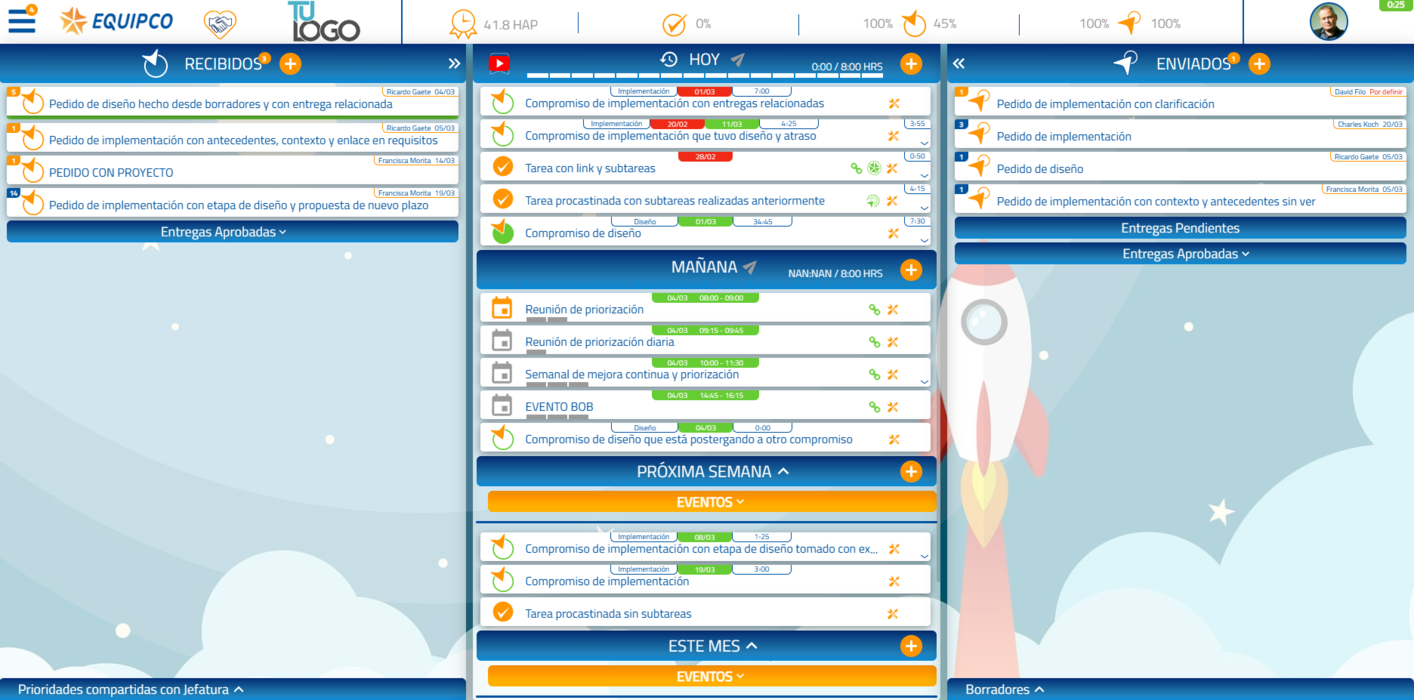 4
EQUIPCO
TU
LOGO
41.8 HAP
0%
100%
45%
100%
100%
0:25
RECIBIDOS
3
5
Ricardo Gaete 04/03
Pedido de diseño hecho desde borradores y con entrega relacionada
1
Ricardo Gaete 05/03
Pedido de implementación con antecedentes, contexto y enlace en requisitos
1
Francisca Morita 14/03
PEDIDO CON PROYECTO
14
Francisca Morita 19/03
Pedido de implementación con etapa de diseño y propuesta de nuevo plazo
Entregas Aprobadas
Prioridades compartidas con Jefatura
HOY
0:00 / 8:00 HRS
Implementación 01/03 7-00
Compromiso de implementación con entregas relacionadas
Implementación 20/02 11/03 4-25 3-55
Compromiso de implementación que tuvo diseño y atraso
28/02 0-50
Tarea con link y subtareas
4-15
Tarea procastinada con subtareas realizadas anteriormente
Diseño 01/03 34-45 7-30
Compromiso de diseño
MAÑANA
NAN:NAN / 8:00 HRS
04/03 08:00 - 09:00
Reunión de priorización
04/03 09:15 - 09:45
Reunión de priorización diaria
04/03 10:00 - 11:30
Semanal de mejora continua y priorización
04/03 14:45 - 16:15
EVENTO BOB
Diseño 04/03 0-00
Compromiso de diseño que está postergando a otro compromiso
PRÓXIMA SEMANA
EVENTOS
Implementación 08/03 1-25
Compromiso de implementación con etapa de diseño tomado con ex...
Implementación 19/03 3-00
Compromiso de implementación
Tarea procastinada sin subtareas
ESTE MES
EVENTOS
ENVIADOS
1
1
David Filo Por definir
Pedido de implementación con clarificación
3
Charles Koch 20/03
Pedido de implementación
1
Ricardo Gaete 05/03
Pedido de diseño
1
Francisca Morita 05/03
Pedido de implementación con contexto y antecedentes sin ver
Entregas Pendientes
Entregas Aprobadas
Borradores